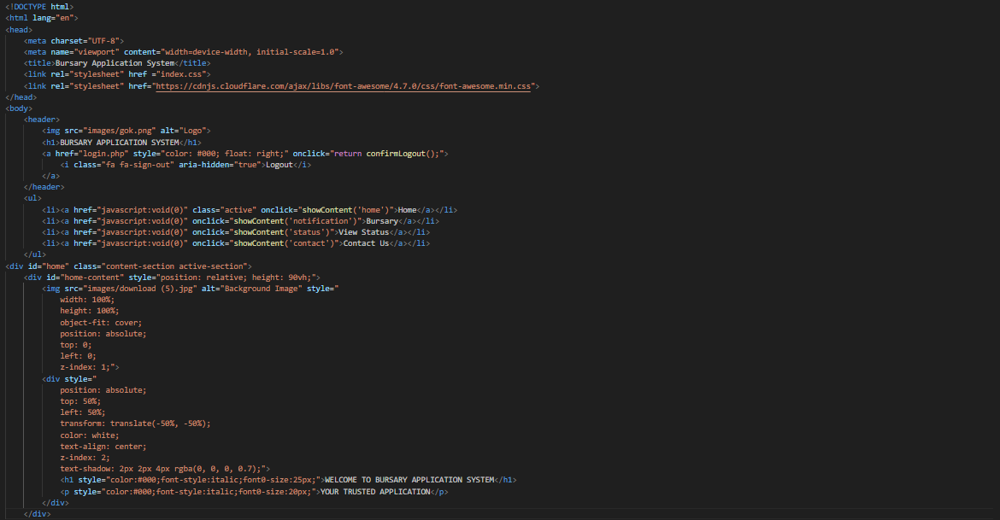 <!DOCTYPE html>
<html lang="en">
<head>
    <meta charset="UTF-8">
    <meta name="viewport" content="width=device-width, initial-scale=1.0">
    <title>Bursary Application System</title>
    <link rel="stylesheet" href ="index.css">
    <link rel="stylesheet" href="https://cdnjs.cloudflare.com/ajax/libs/font-awesome/4.7.0/css/font-awesome.min.css">
</head>
<body>
    <header>
        <img src="images/gok.png" alt="Logo">
        <h1>BURSARY APPLICATION SYSTEM</h1>
        <a href="login.php" style="color: #000; float: right;" onclick="return confirmLogout();">
            <i class="fa fa-sign-out" aria-hidden="true">Logout</i>
        </a>
    </header>
    <ul>
        <li><a href="javascript:void(0)" class="active" onclick="showContent('home')">Home</a></li>
        <li><a href="javascript:void(0)" onclick="showContent('notification')">Bursary</a></li>
        <li><a href="javascript:void(0)" onclick="showContent('status')">View Status</a></li>
        <li><a href="javascript:void(0)" onclick="showContent('contact')">Contact Us</a></li>
    </ul>
<div id="home" class="content-section active-section">
    <div id="home-content" style="position: relative; height: 90vh;">
        <img src="images/download (5).jpg" alt="Background Image" style="
            width: 100%;
            height: 100%;
            object-fit: cover;
            position: absolute;
            top: 0;
            left: 0;
            z-index: 1;">
        <div style="
            position: absolute;
            top: 50%;
            left: 50%;
            transform: translate(-50%, -50%);
            color: white;
            text-align: center;
            z-index: 2;
            text-shadow: 2px 2px 4px rgba(0, 0, 0, 0.7);">
            <h1 style="color:#000;font-style:italic;font0-size:25px;">WELCOME TO BURSARY APPLICATION SYSTEM</h1>
            <p style="color:#000;font-style:italic;font0-size:20px;">YOUR TRUSTED APPLICATION</p>
        </div>
    </div>